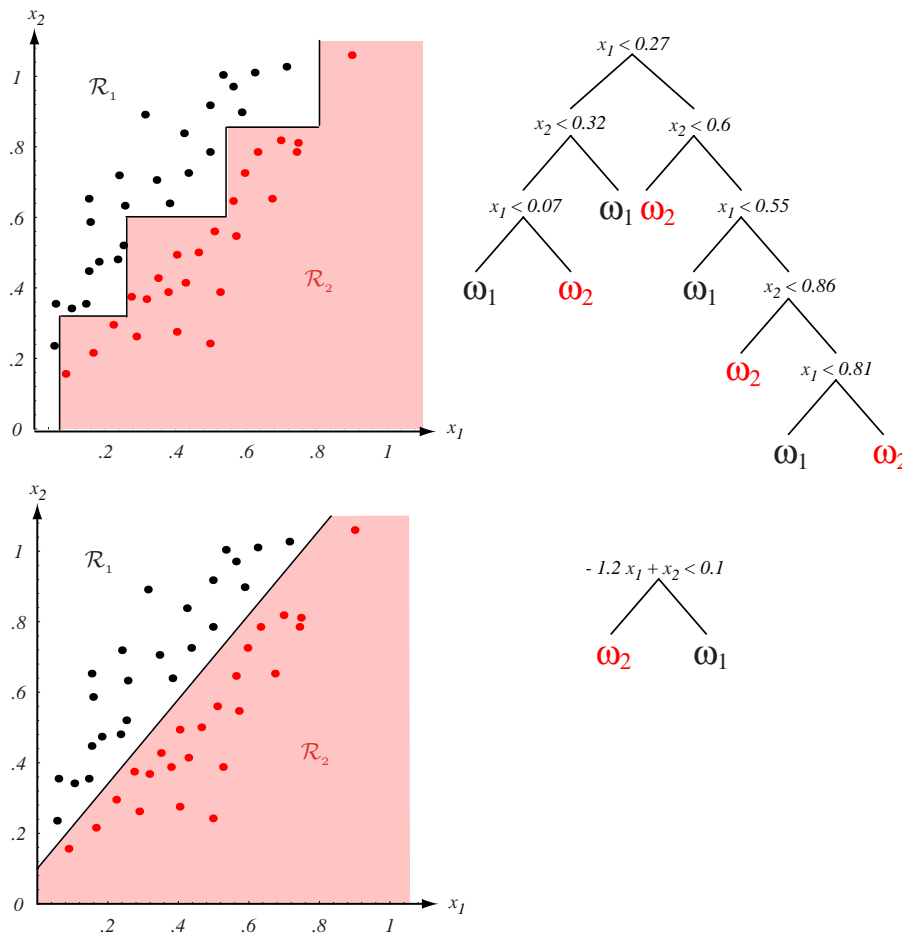 x₂
1
.8
.6
.4
.2
0
.2 .4 .6 .8 1 x₁
ℛ₁
ℛ₂
x₁ < 0.27
x₂ < 0.32 x₂ < 0.6
x₁ < 0.07 ω₁ ω₂ x₁ < 0.55
ω₁ ω₂ ω₁ x₂ < 0.86
ω₂ x₁ < 0.81
ω₁ ω₂
x₂
1
.8
.6
.4
.2
0
.2 .4 .6 .8 1 x₁
ℛ₁
ℛ₂
- 1.2 x₁ + x₂ < 0.1
ω₂ ω₁